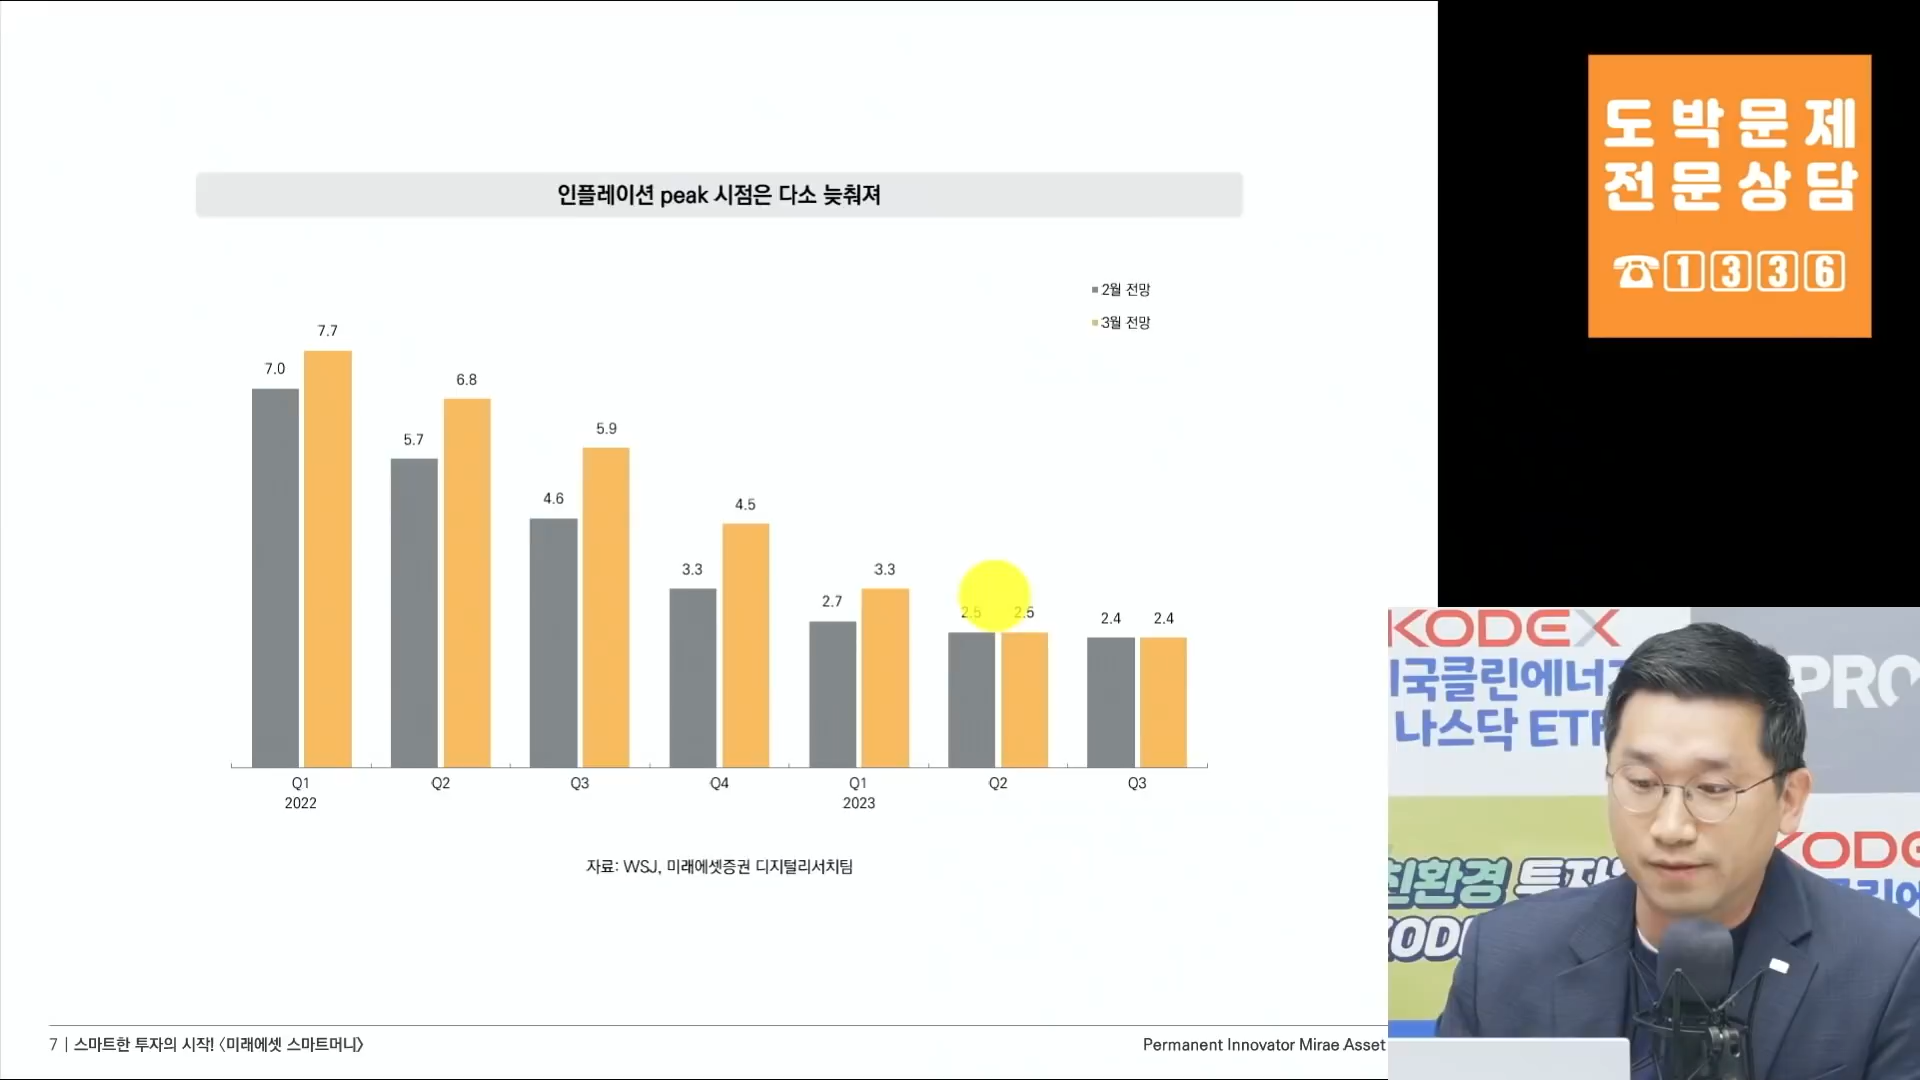 인플레이션 peak 시점은 다소 늦춰져
2월 전망
3월 전망
7.0
7.7
5.7
6.8
4.6
5.9
3.3
4.5
2.7
3.3
2.5
2.5
2.4
2.4
Q1
Q2
Q3
Q4
Q1
Q2
Q3
2022
2023
자료: WSJ, 미래에셋증권 디지털리서치팀
7 | 스마트한 투자의 시작! 〈미래에셋 스마트머니〉
Permanent Innovator Mirae Asset
도박문제
전문상담
☎1336
KODEX
미국클린에너지
나스닥 ETF
PRO
친환경 투자
KODEX